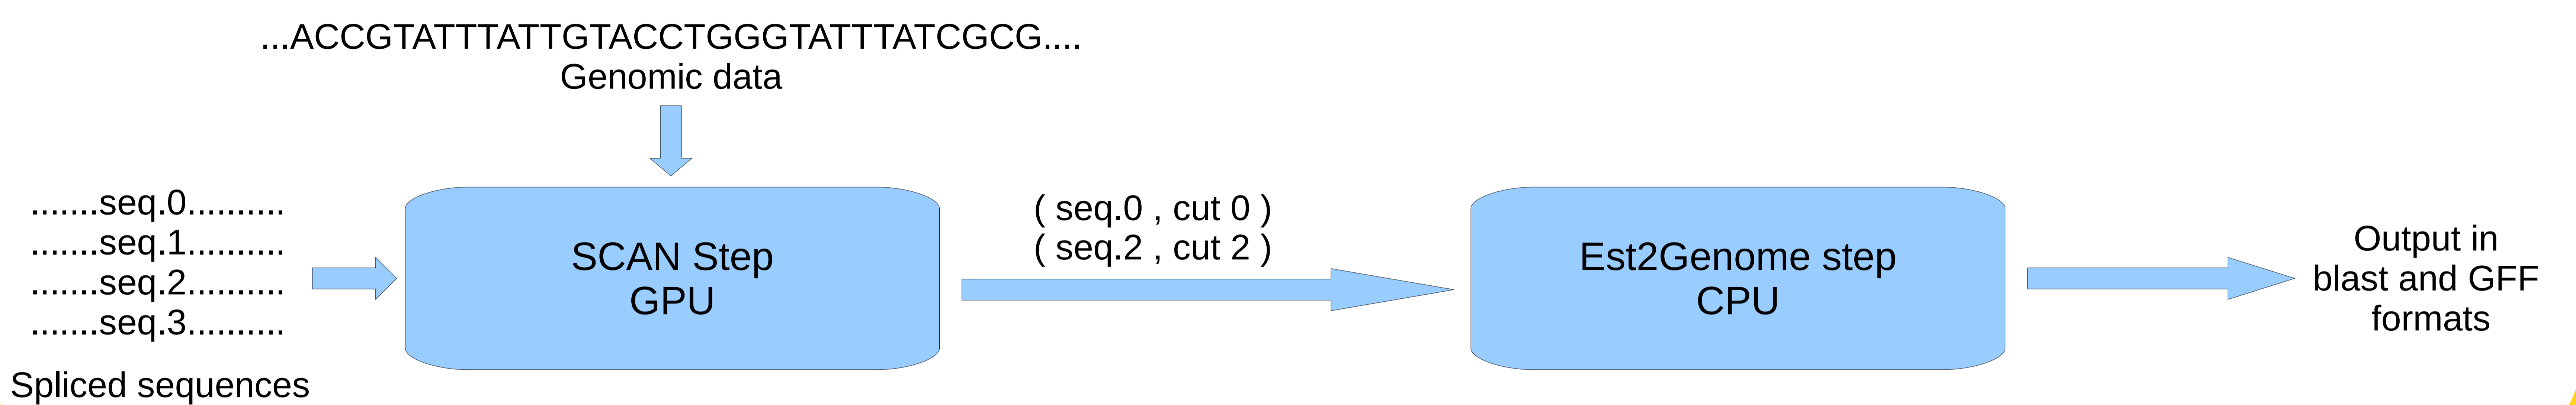 ...ACCGTATTTATTGTACCTGGGTATTTATCGCG....
Genomic data
.......seq.0..........
.......seq.1..........
.......seq.2..........
.......seq.3..........
Spliced sequences
SCAN Step
GPU
( seq.0 , cut 0 )
( seq.2 , cut 2 )
Est2Genome step
CPU
Output in
blast and GFF
formats